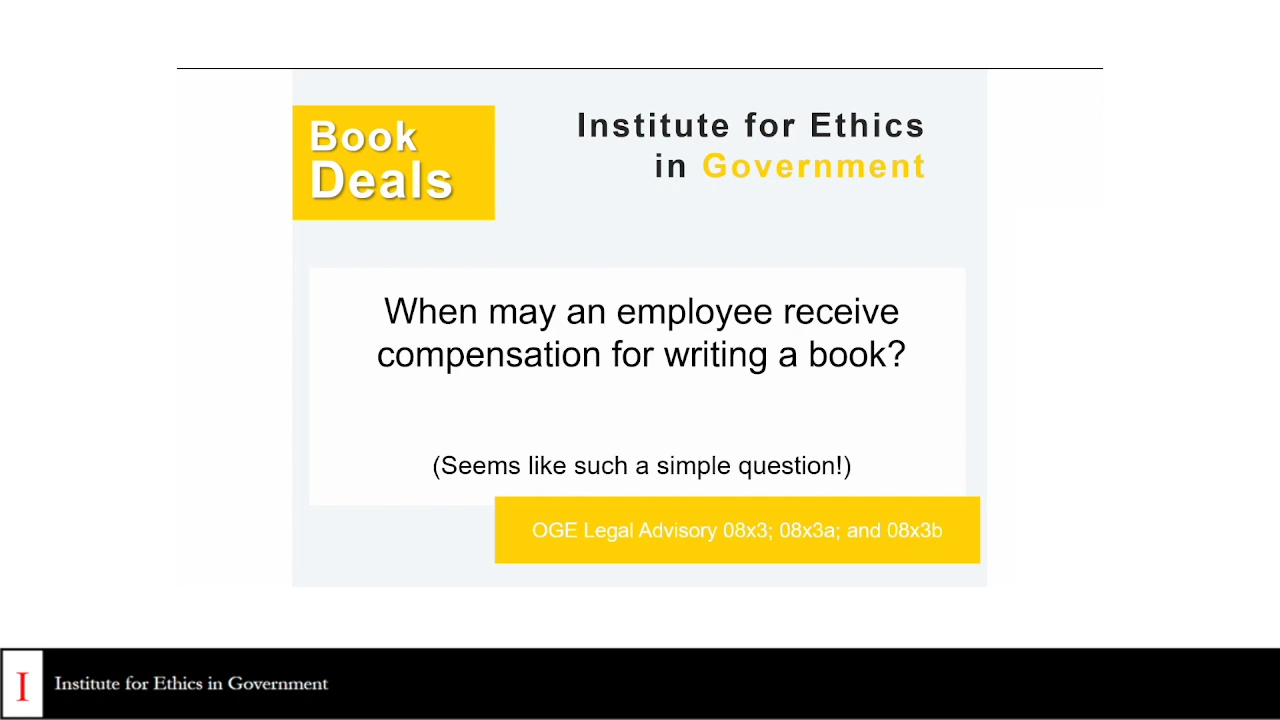 Book
Deals
Institute for Ethics
in Government
When may an employee receive
compensation for writing a book?
(Seems like such a simple question!)
OGE Legal Advisory 08x3; 08x3a; and 08x3b
I
Institute for Ethics in Government